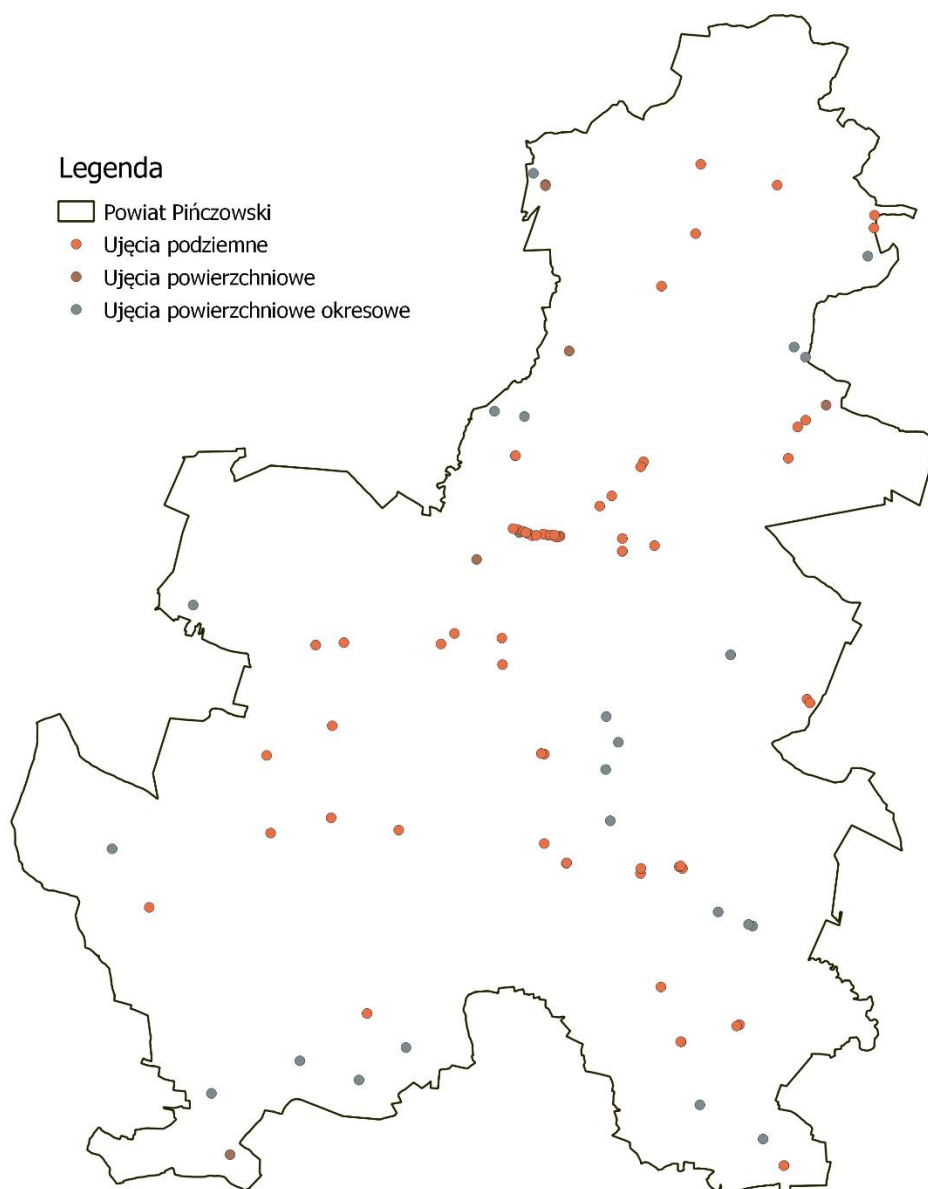 Legenda
Powiat Pińczowski
Ujęcia podziemne
Ujęcia powierzchniowe
Ujęcia powierzchniowe okresowe